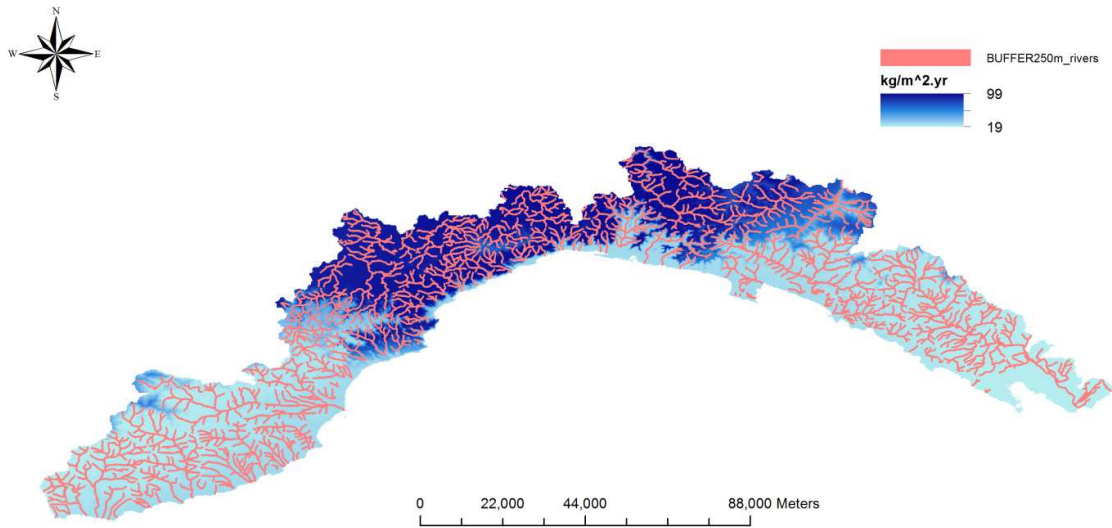 N
W E
S
BUFFER250m_rivers
kg/m^2.yr
99
19
0 22,000 44,000 88,000 Meters